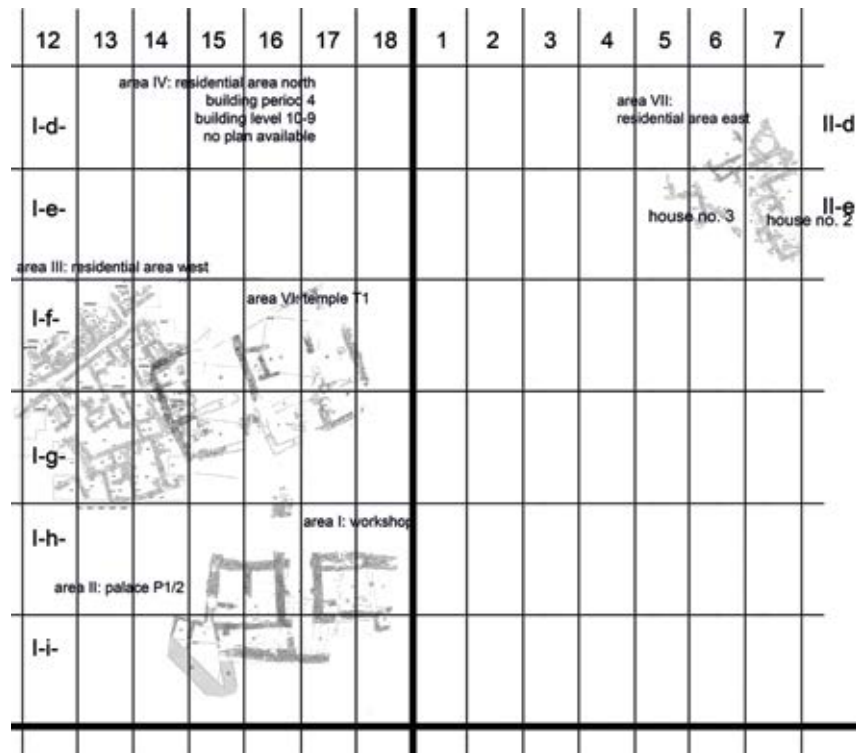 12 13 14 15 16 17 18 1 2 3 4 5 6 7
area IV: residential area north
building period 4
building level 10-9
no plan available
area VII:
residential area east
I-d-
II-d
I-e-
II-e
house no. 3
house no. 2
area III: residential area west
area VI: temple T1
I-f-
I-g-
I-h-
area I: workshop
area II: palace P1/2
I-i-